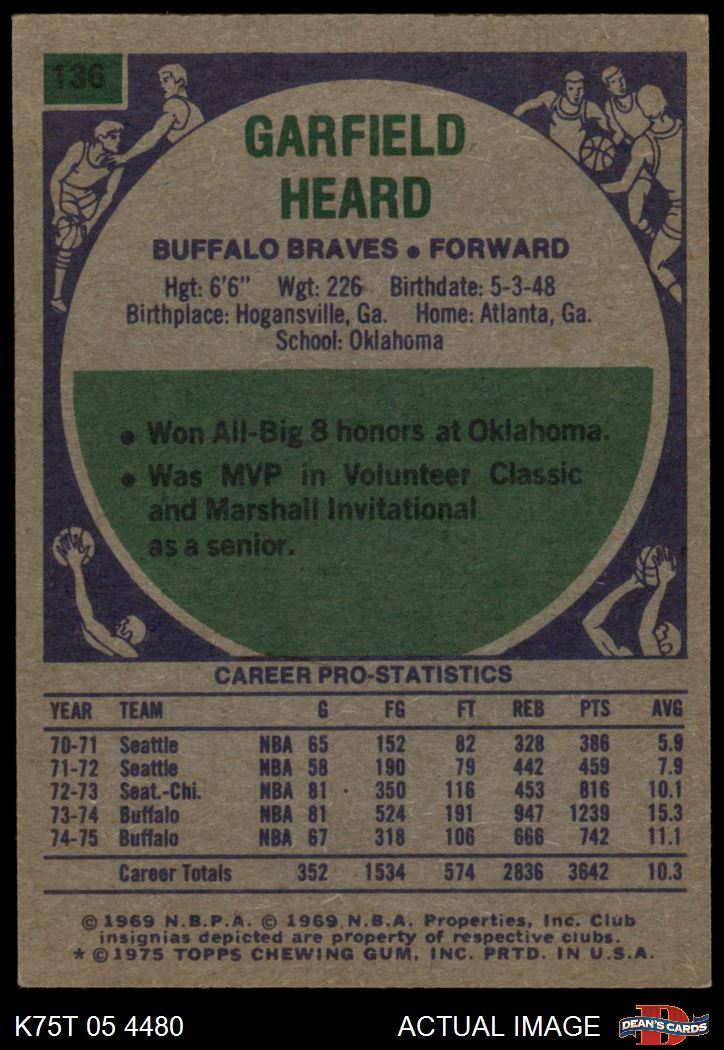 136
GARFIELD
HEARD
BUFFALO BRAVES • FORWARD
Hgt: 6'6" Wgt: 226 Birthdate: 5-3-48
Birthplace: Hogansville, Ga. Home: Atlanta, Ga.
School: Oklahoma
• Won All-Big 8 honors at Oklahoma.
• Was MVP in Volunteer Classic
and Marshall Invitational
as a senior.
CAREER PRO-STATISTICS
YEAR TEAM G FG FT REB PTS AVG
70-71 Seattle NBA 65 152 82 328 386 5.9
71-72 Seattle NBA 58 190 79 442 459 7.9
72-73 Seat.-Chi. NBA 81 350 116 453 816 10.1
73-74 Buffalo NBA 81 524 191 947 1239 15.3
74-75 Buffalo NBA 67 318 106 666 742 11.1
Career Totals 352 1534 574 2836 3642 10.3
© 1969 N.B.P.A. © 1969 N.B.A. Properties, Inc. Club
insignias depicted are property of respective clubs.
* © 1975 TOPPS CHEWING GUM, INC. PRTD. IN U.S.A.
K75T 05 4480 ACTUAL IMAGE
D
DEAN'S CARDS